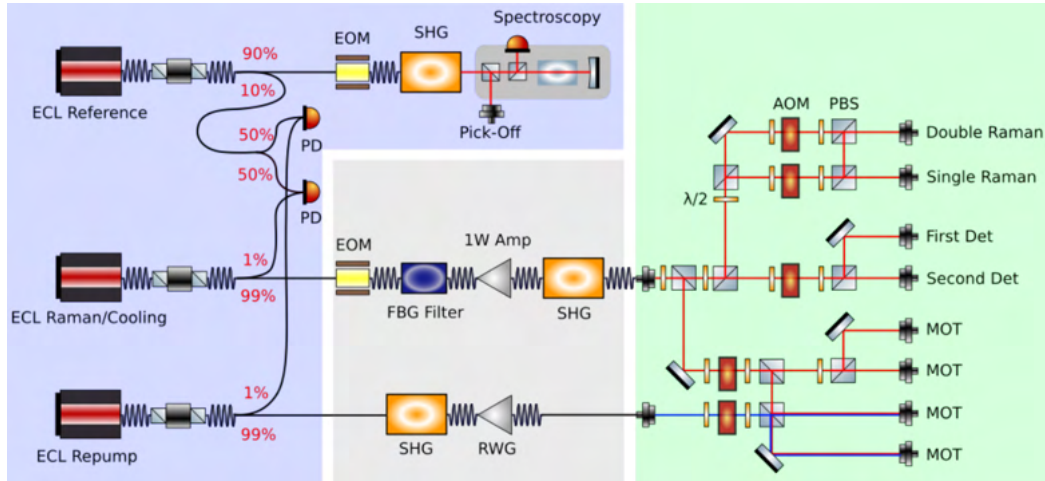 Spectroscopy
EOM
SHG
90%
10%
ECL Reference
Pick-Off
50%
PD
50%
PD
AOM
PBS
Double Raman
Single Raman
λ/2
First Det
Second Det
1%
99%
ECL Raman/Cooling
EOM
FBG Filter
1W Amp
SHG
MOT
MOT
MOT
MOT
1%
99%
ECL Repump
SHG
RWG